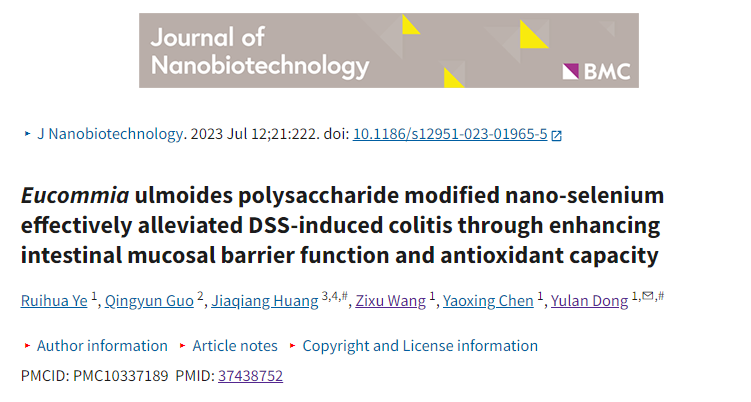 Journal of
Nanobiotechnology
BMC
J Nanobiotechnology. 2023 Jul 12;21:222. doi: 10.1186/s12951-023-01965-5
Eucommia ulmoides polysaccharide modified nano-selenium
effectively alleviated DSS-induced colitis through enhancing
intestinal mucosal barrier function and antioxidant capacity
Ruihua Ye 1, Qingyun Guo 2, Jiaqiang Huang 3,4,#, Zixu Wang 1, Yaoxing Chen 1, Yulan Dong 1,✉,#
Author information Article notes Copyright and License information
PMCID: PMC10337189 PMID: 37438752